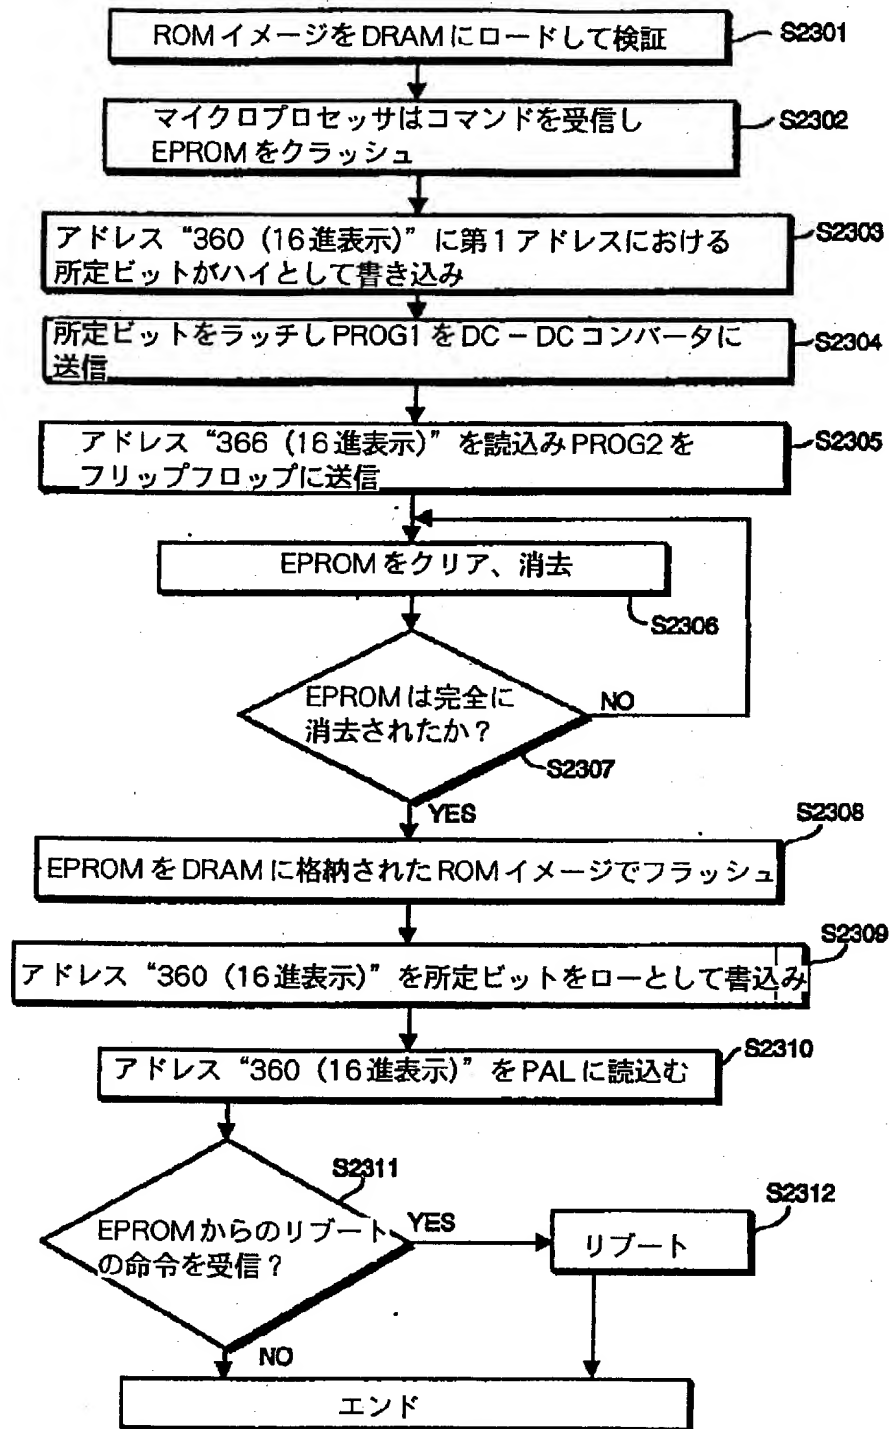 ROMイメージをDRAMにロードして検証
S2301
マイクロプロセッサはコマンドを受信し
EPROMをクラッシュ
S2302
アドレス“360（16進表示）”に第1アドレスにおける
所定ビットがハイとして書き込み
S2303
所定ビットをラッチしPROG1をDC－DCコンバータに
送信
S2304
アドレス“366（16進表示）”を読込みPROG2を
フリップフロップに送信
S2305
EPROMをクリア、消去
S2306
EPROMは完全に
消去されたか？
NO
S2307
YES
S2308
EPROMをDRAMに格納されたROMイメージでフラッシュ
S2309
アドレス“360（16進表示）”を所定ビットをローとして書込み
S2310
アドレス“360（16進表示）”をPALに読込む
S2311
EPROMからのリブート
の命令を受信？
YES
S2312
リブート
NO
エンド